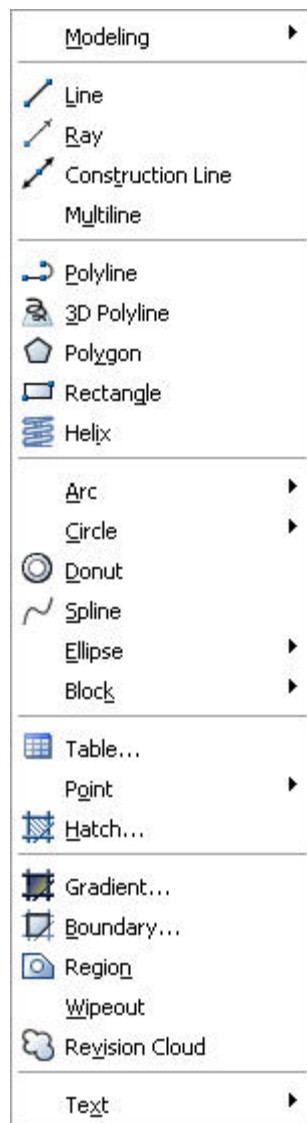 Modeling
Line
Ray
Construction Line
Multiline
Polyline
3D Polyline
Polygon
Rectangle
Helix
Arc
Circle
Donut
Spline
Ellipse
Block
Table...
Point
Hatch...
Gradient...
Boundary...
Region
Wipeout
Revision Cloud
Text